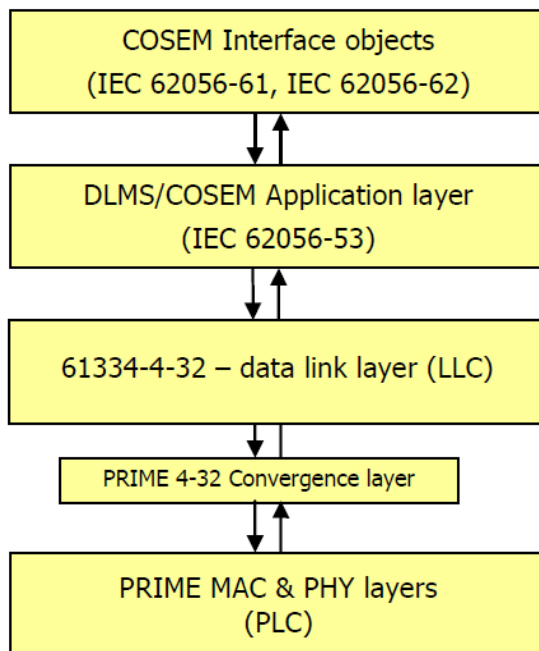 COSEM Interface objects
(IEC 62056-61, IEC 62056-62)
DLMS/COSEM Application layer
(IEC 62056-53)
61334-4-32 – data link layer (LLC)
PRIME 4-32 Convergence layer
PRIME MAC & PHY layers
(PLC)